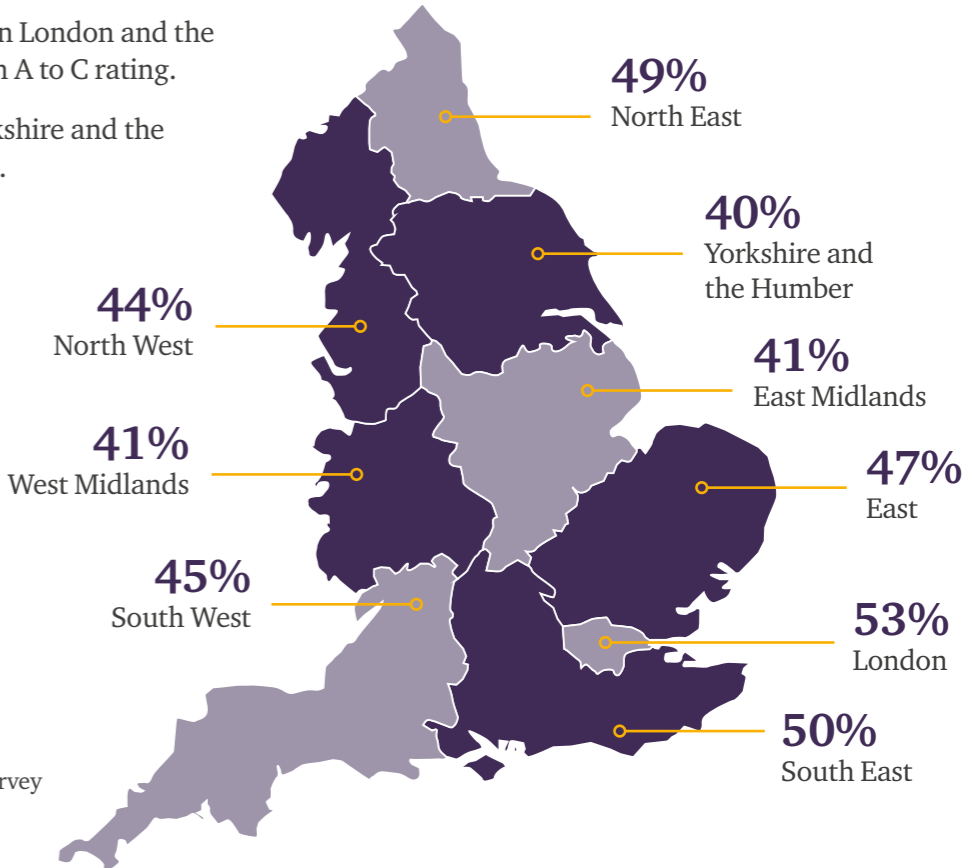 n London and the
A to C rating.
kshire and the
49%
North East
40%
Yorkshire and
the Humber
44%
North West
41%
East Midlands
41%
West Midlands
47%
East
45%
South West
53%
London
50%
South East
rvey